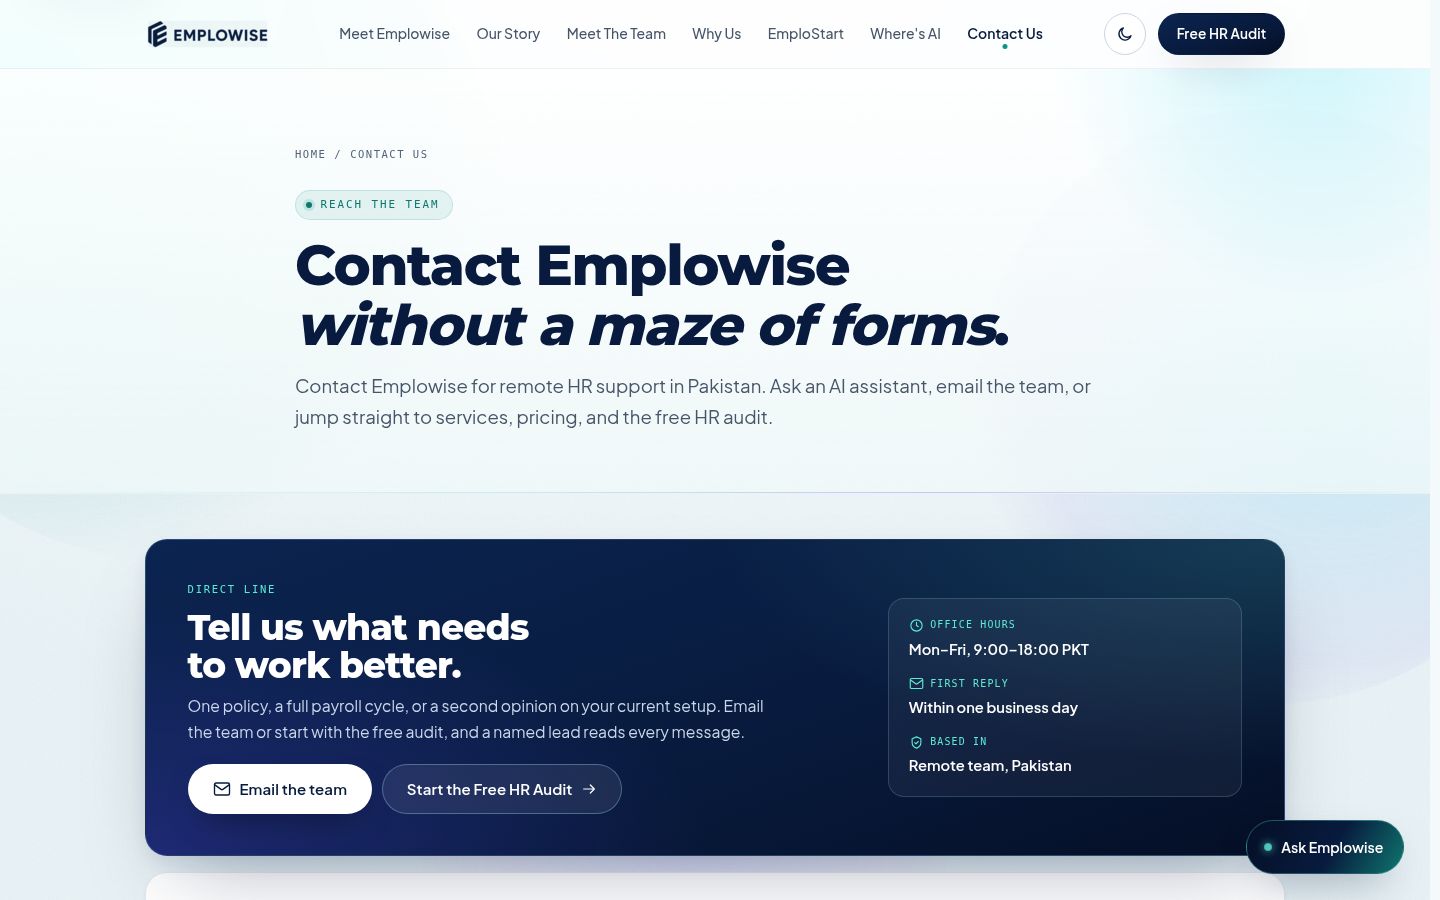 EMPLOWISE
Meet Emplowise
Our Story
Meet The Team
Why Us
EmploStart
Where's AI
Contact Us
Free HR Audit
HOME / CONTACT US
REACH THE TEAM
Contact Emplowise
without a maze of forms.
Contact Emplowise for remote HR support in Pakistan. Ask an AI assistant, email the team, or
jump straight to services, pricing, and the free HR audit.
DIRECT LINE
Tell us what needs
to work better.
One policy, a full payroll cycle, or a second opinion on your current setup. Email
the team or start with the free audit, and a named lead reads every message.
Email the team
Start the Free HR Audit →
OFFICE HOURS
Mon–Fri, 9:00–18:00 PKT
FIRST REPLY
Within one business day
BASED IN
Remote team, Pakistan
Ask Emplowise